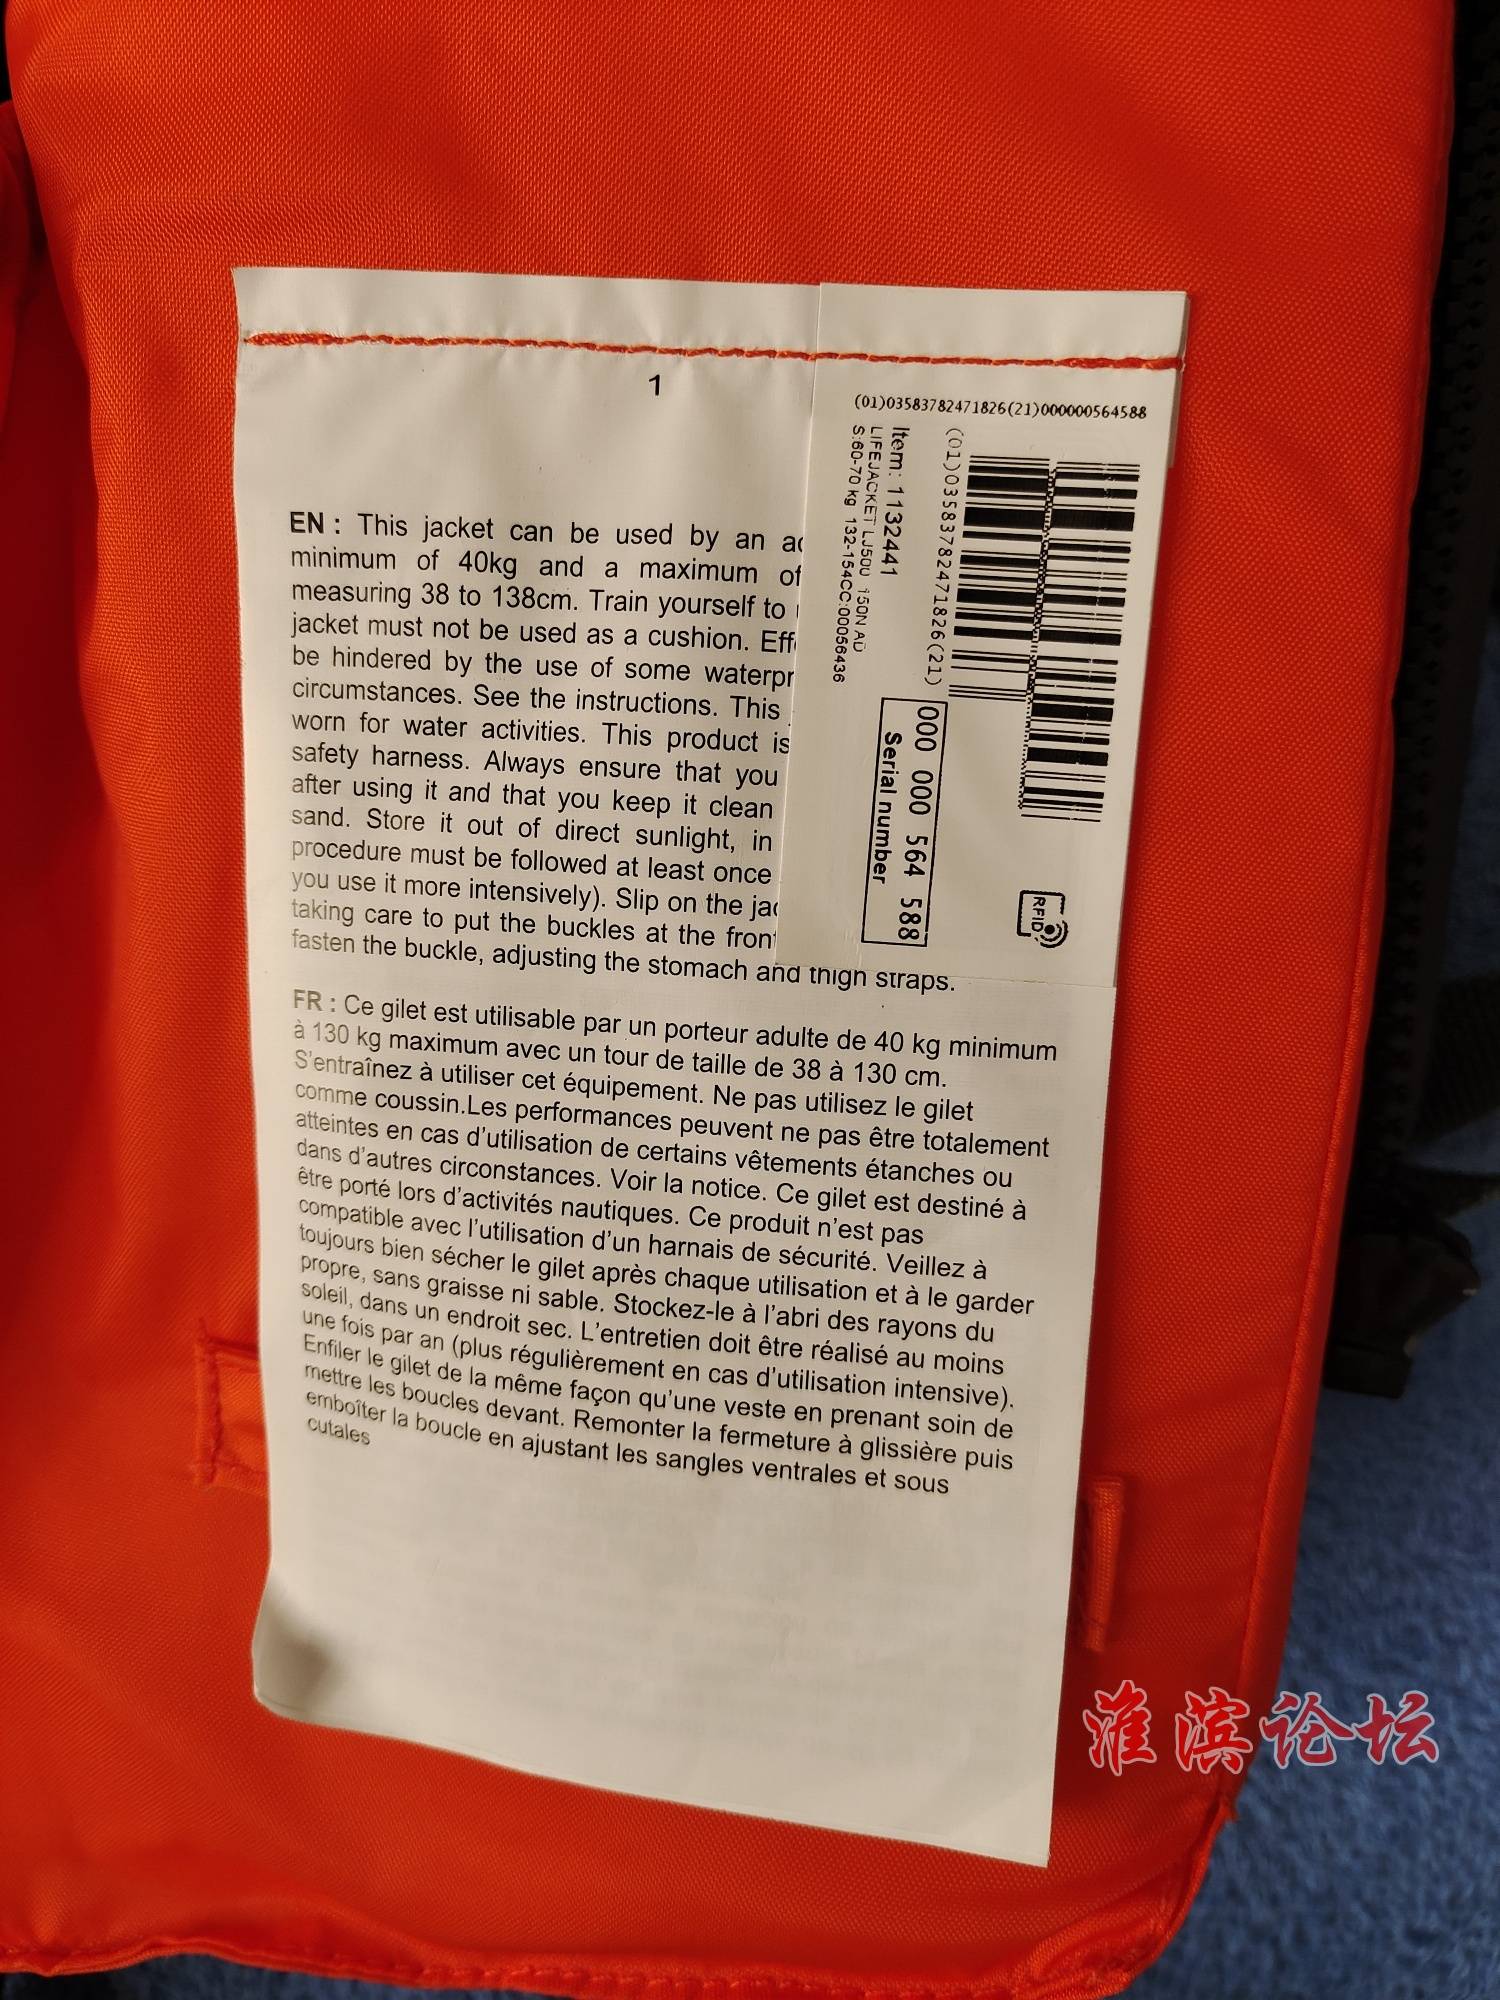 1
EN : This jacket can be used by an
minimum of 40kg and a maximum of
measuring 38 to 138cm. Train yourself to
jacket must not be used as a cushion.
be hindered by the use of some
circumstances. See the instructions. This
worn for water activities. This product is
safety harness. Always ensure that you
after using it and that you keep it clean
sand. Store it out of direct sunlight, in
procedure must be followed at least once
you use it more intensively). Slip on the
taking care to put the buckles at the
fasten the buckle, adjusting the stomach and thigh straps.
FR : Ce gilet est utilisable par un porteur adulte de 40 kg minimum
à 130 kg maximum avec un tour de taille de 38 à 130 cm.
S'entraînez à utiliser cet équipement. Ne pas utilisez le gilet
comme coussin.Les performances peuvent ne pas être totalement
atteintes en cas d'utilisation de certains vêtements étanches ou
dans d'autres circonstances. Voir la notice. Ce gilet est destiné à
être porté lors d'activités nautiques. Ce produit n'est pas
compatible avec l'utilisation d'un harnais de sécurité. Veillez à
toujours bien sécher le gilet après chaque utilisation et à le garder
propre, sans graisse ni sable. Stockez-le à l'abri des rayons du
soleil, dans un endroit sec. L'entretien doit être réalisé au moins
une fois par an (plus régulièrement en cas d'utilisation intensive).
Enfiler le gilet de la même façon qu'une veste en prenant soin de
mettre les boucles devant. Remonter la fermeture à glissière puis
emboîter la boucle en ajustant les sangles ventrales et sous
cutales
(01)03583782471826(21)000000564588
(01)03583782471826(21)
000 000 564 588
Serial number
Item: 1132441
LIFEJACKET LJ500 150N AD
S:60-70 kg 132-154CC:00056436
RFID
淮滨论坛